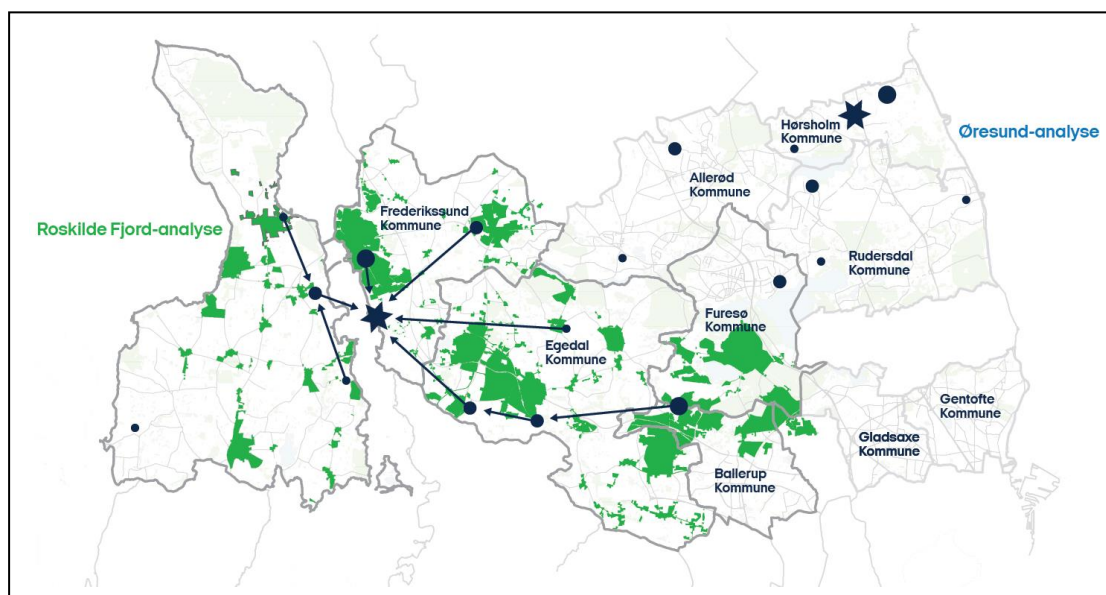 Hørsholm
Kommune
Øresund-analyse
Allerød
Kommune
Roskilde Fjord-analyse
Frederikssund
Kommune
Rudersdal
Kommune
Furesø
Kommune
Egedal
Kommune
Gentofte
Kommune
Gladsaxe
Kommune
Ballerup
Kommune